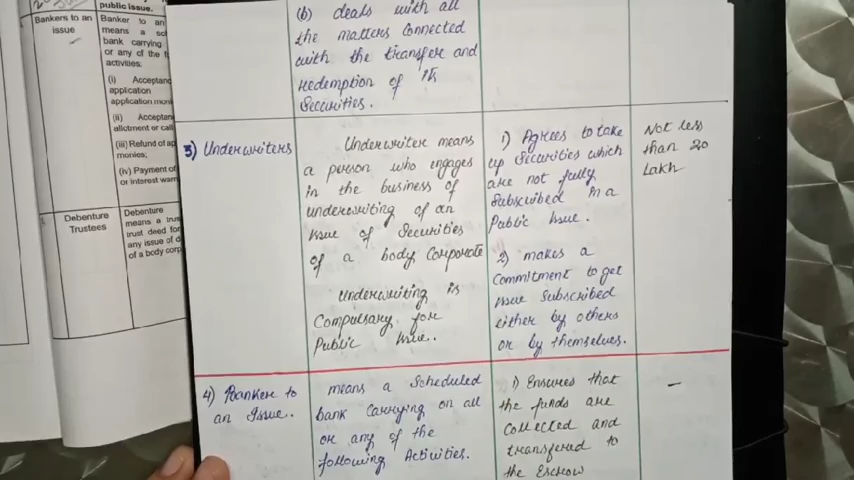 public issue.
Bankers to an
issue
Banker to an
means a sc
bank carrying
or any of the f
activities:
(i) Acceptanc
application
application mon
(ii) Acceptan
allotment or call
(iii) Refund of ap
monies;
(iv) Payment of
or interest warr
Debenture
Trustees
Debenture
means a trus
trust deed for
any issue of d
of a body corp
(b) deals with all
the matters connected
with the transfer and
redemption of its
Securities.
3) Underwriters
Underwriter means
a person who engages
in the business of
underwriting of an
issue of Securities
of a body Corporate
Underwriting is
Compulsary for
Public issue..
1) Agrees to take
up Securities which
are not fully
Subscribed in a
Public issue.
2) makes a
Commitment to get
issue Subscribed
either by others
or by themselves.
Not less
than 20
Lakh
4) Banker to
an Issue..
means a Scheduled
bank Carrying on all
or any of the
following Activities.
1) Ensures that
the funds are
Collected and
transferred to
the Escrow
-